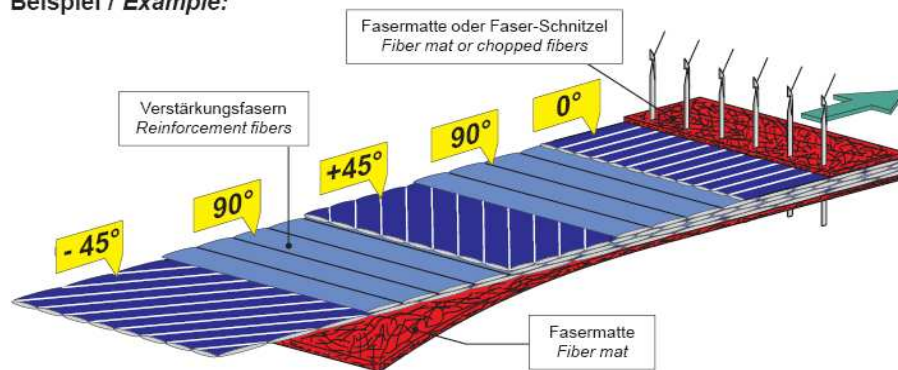 Beispiel / Example:
Fasermatte oder Faser-Schnitzel
Fiber mat or chopped fibers
Verstärkungsfasern
Reinforcement fibers
0°
90°
+45°
90°
- 45°
Fasermatte
Fiber mat